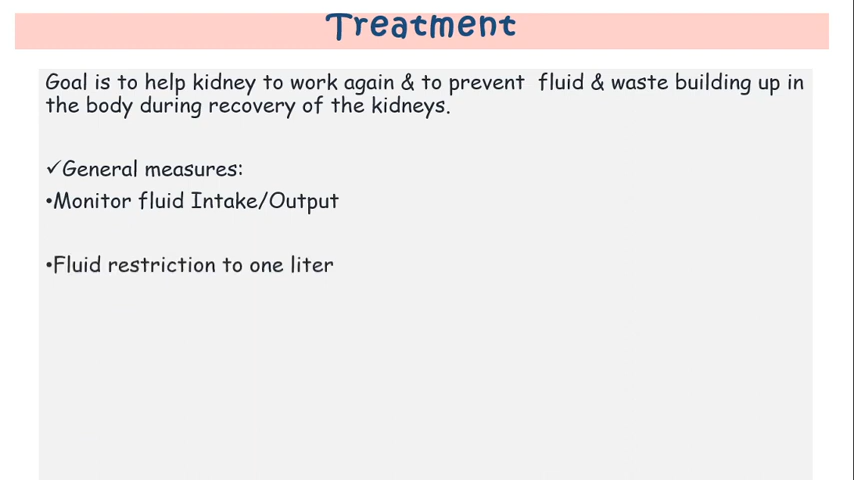 Treatment
Goal is to help kidney to work again & to prevent  fluid & waste building up in
the body during recovery of the kidneys.
✓General measures:
•Monitor fluid Intake/Output
•Fluid restriction to one liter